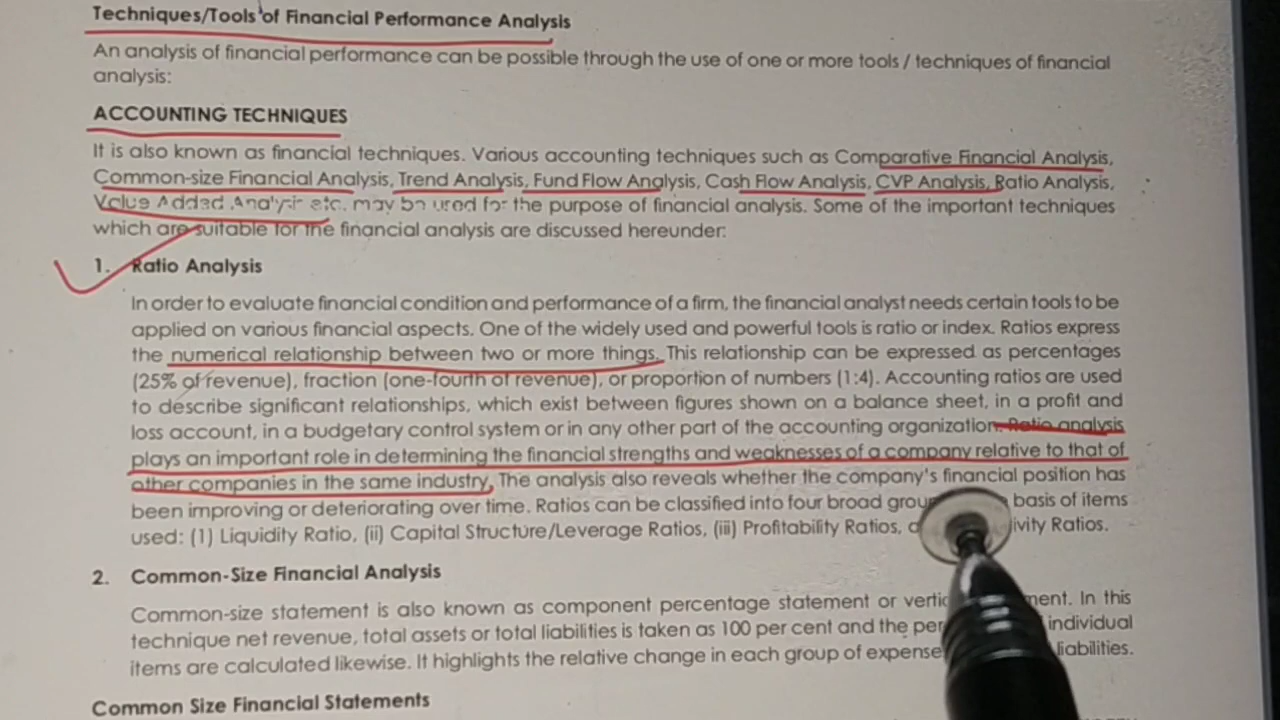 Techniques/Tools of Financial Performance Analysis
An analysis of financial performance can be possible through the use of one or more tools / techniques of financial
analysis:
ACCOUNTING TECHNIQUES
It is also known as financial techniques. Various accounting techniques such as Comparative Financial Analysis,
Common-size Financial Analysis, Trend Analysis, Fund Flow Analysis, Cash Flow Analysis, CVP Analysis, Ratio Analysis,
Value Added Analysis etc. may be used for the purpose of financial analysis. Some of the important techniques
which are suitable for the financial analysis are discussed hereunder:
1. Ratio Analysis
In order to evaluate financial condition and performance of a firm, the financial analyst needs certain tools to be
applied on various financial aspects. One of the widely used and powerful tools is ratio or index. Ratios express
the numerical relationship between two or more things. This relationship can be expressed as percentages
(25% of revenue), fraction (one-fourth of revenue), or proportion of numbers (1:4). Accounting ratios are used
to describe significant relationships, which exist between figures shown on a balance sheet, in a profit and
loss account, in a budgetary control system or in any other part of the accounting organization. Ratio analysis
plays an important role in determining the financial strengths and weaknesses of a company relative to that of
other companies in the same industry. The analysis also reveals whether the company's financial position has
been improving or deteriorating over time. Ratios can be classified into four broad basis of items
used: (1) Liquidity Ratio, (ii) Capital Structure/Leverage Ratios, (iii) Profitability Ratios, Ratios.
2. Common-Size Financial Analysis
Common-size statement is also known as component percentage statement or In this
technique net revenue, total assets or total liabilities is taken as 100 per cent and the individual
items are calculated likewise. It highlights the relative change in each group of liabilities.
Common Size Financial Statements